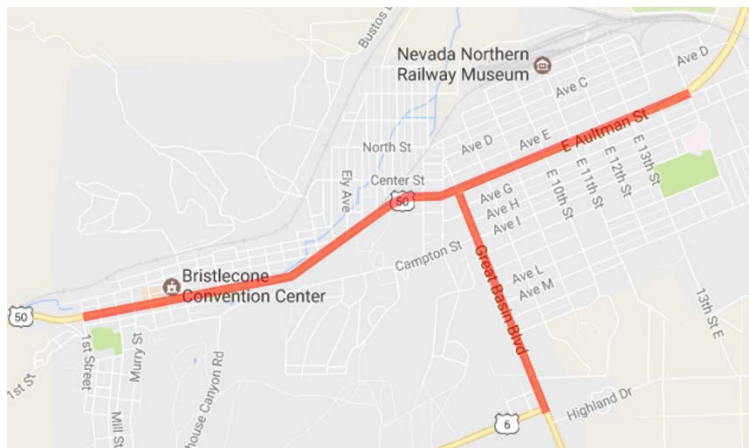 Bustos
Nevada Northern
Railway Museum
Ave D
Ave C
North St
Ave D
Ave E
E Aultman St
Center St
Ely Ave
50
Ave G
Ave H
Ave I
E 10th St
E 11th St
E 12th St
E 13th St
Campton St
Great Basin Blvd
Bristlecone
Convention Center
Ave L
Ave M
50
13th St E
1st Street
Murry St
1st St
Mill St
house Canyon Rd
6
Highland Dr